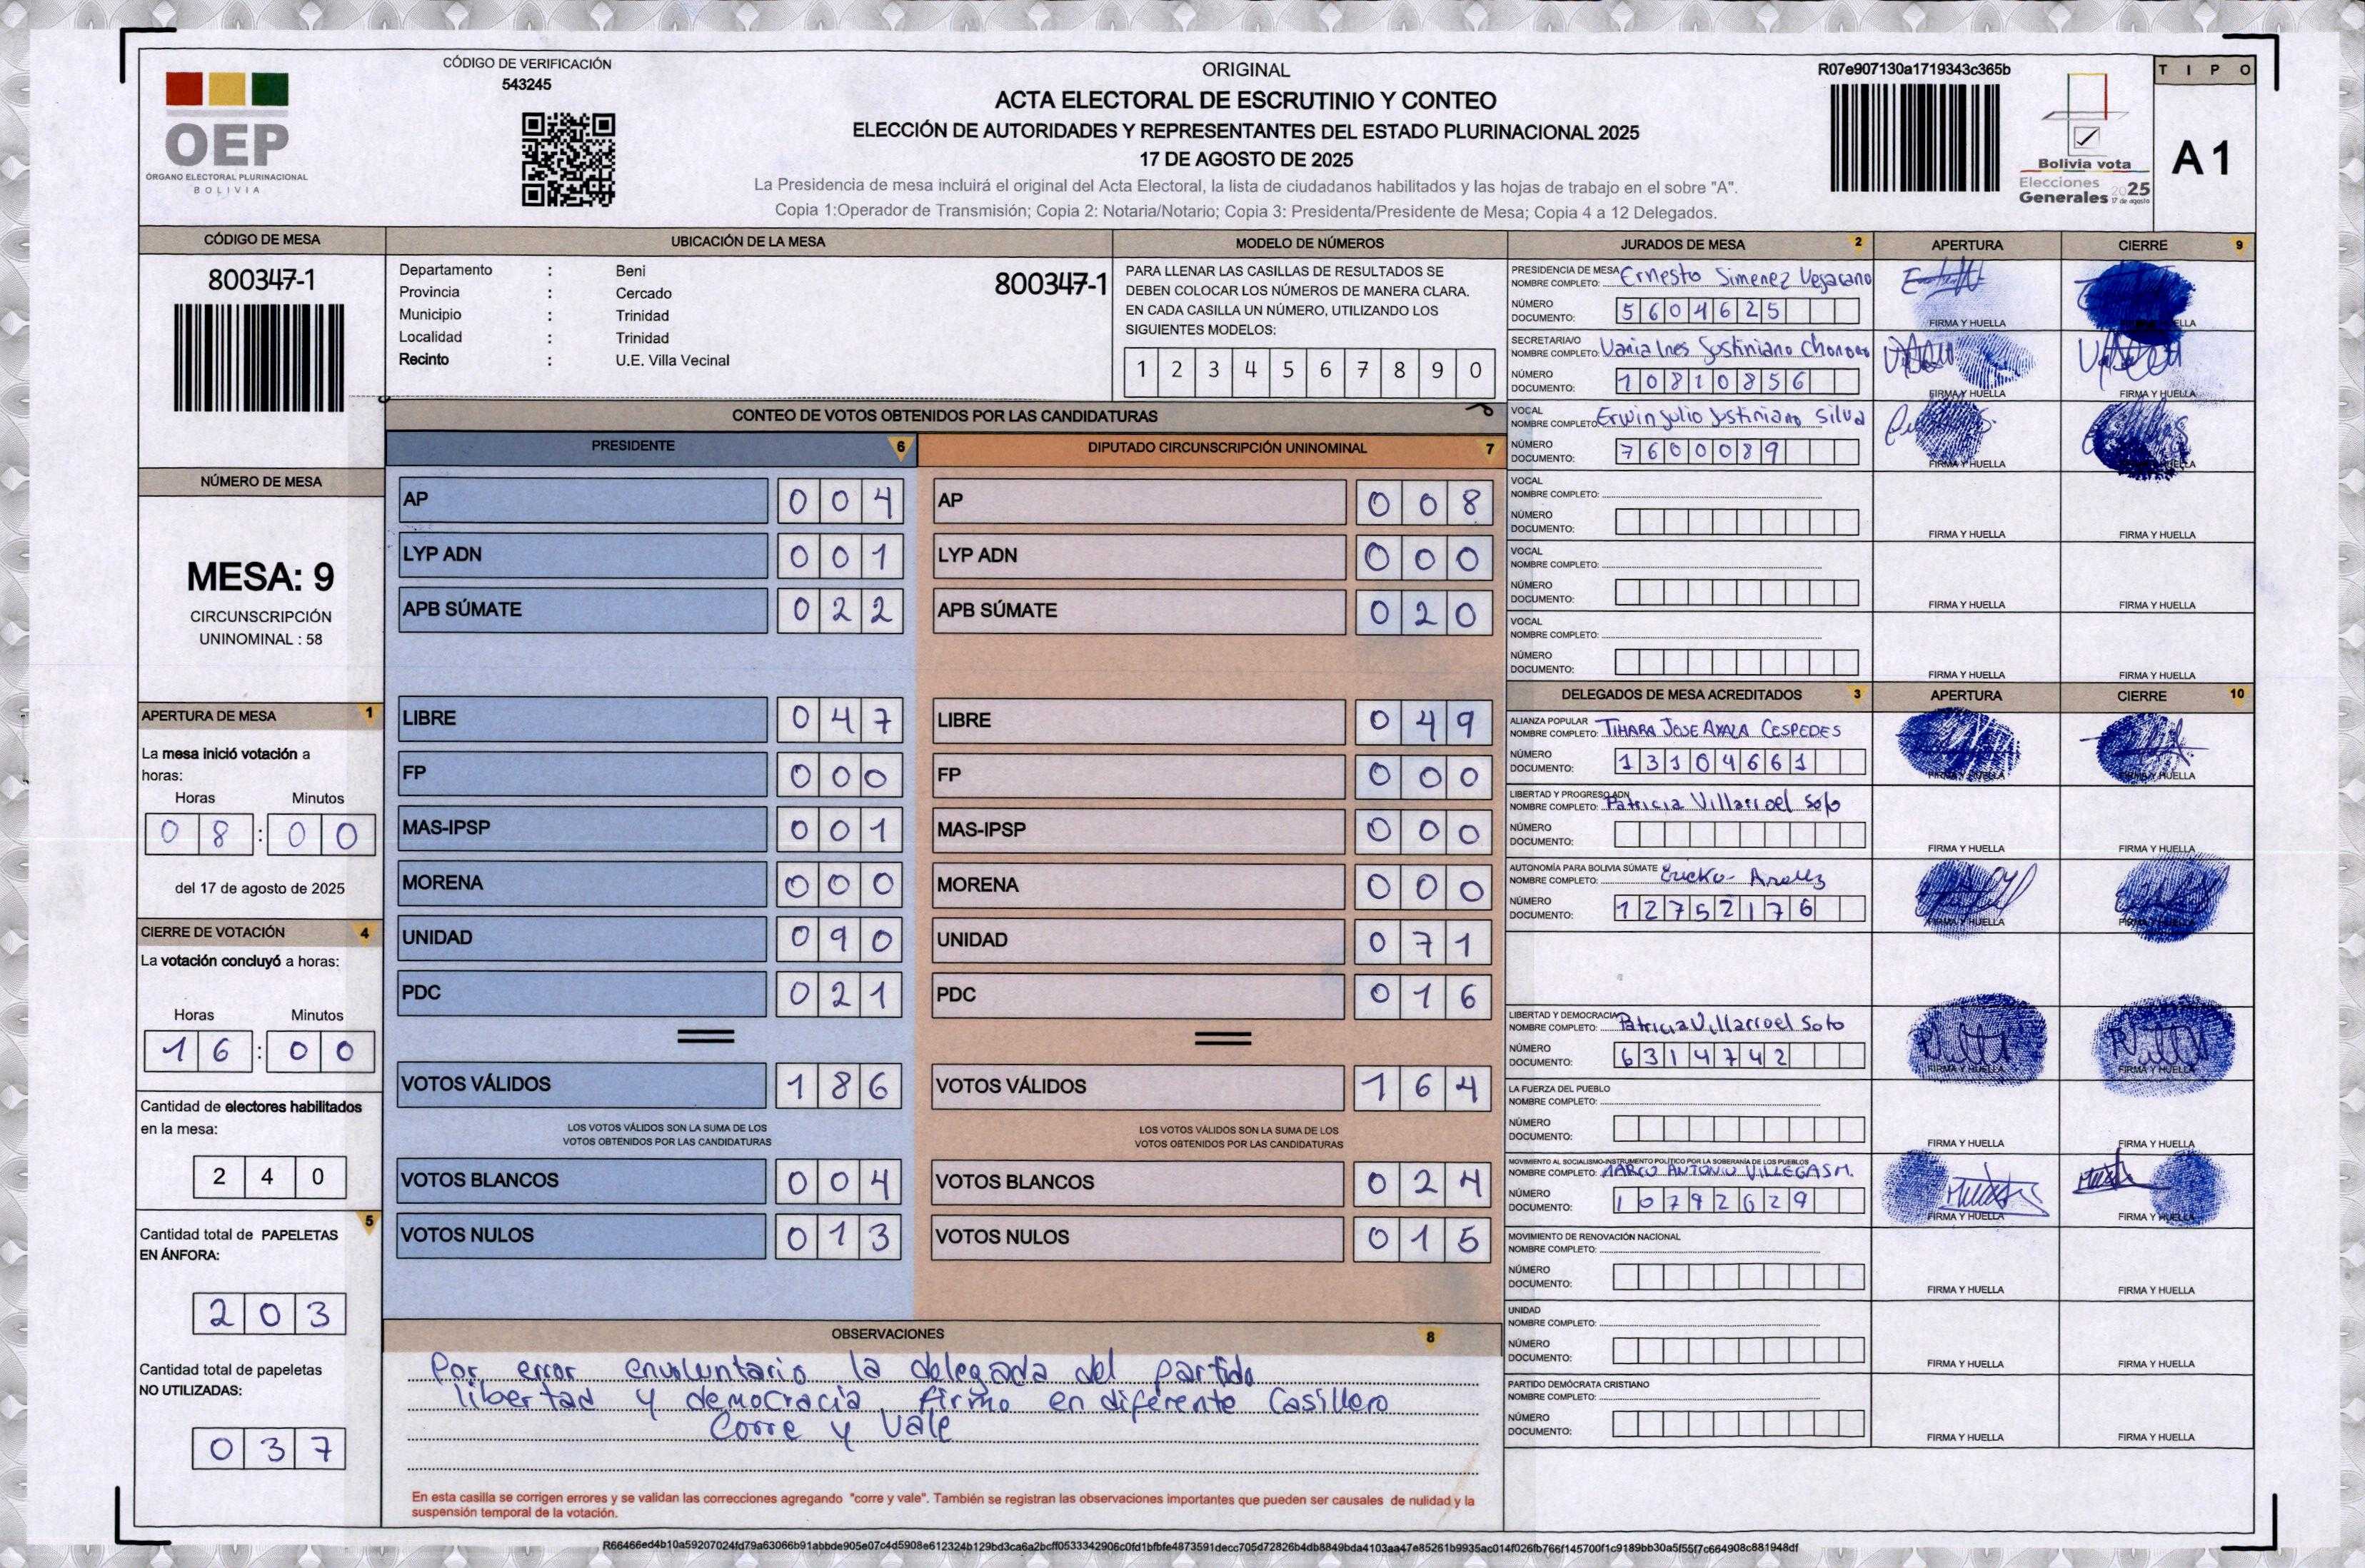 CÓDIGO DE VERIFICACIÓN
543245
OEP
ÓRGANO ELECTORAL PLURINACIONAL
BOLIVIA
ORIGINAL
ACTA ELECTORAL DE ESCRUTINIO Y CONTEO
ELECCIÓN DE AUTORIDADES Y REPRESENTANTES DEL ESTADO PLURINACIONAL 2025
17 DE AGOSTO DE 2025
La Presidencia de mesa incluirá el original del Acta Electoral, la lista de ciudadanos habilitados y las hojas de trabajo en el sobre "A".
Copia 1:Operador de Transmisión; Copia 2: Notaria/Notario; Copia 3: Presidenta/Presidente de Mesa; Copia 4 a 12 Delegados.
R07e907130a1719343c365b
Bolivia vota
Elecciones
Generales 2025
17 de agosto
TIPO
A1
CÓDIGO DE MESA
800347-1
NÚMERO DE MESA
MESA: 9
CIRCUNSCRIPCIÓN
UNINOMINAL : 58
APERTURA DE MESA 1
La mesa inició votación a
horas:
Horas Minutos
0 8 : 0 0
del 17 de agosto de 2025
CIERRE DE VOTACIÓN 4
La votación concluyó a horas:
Horas Minutos
1 6 : 0 0
Cantidad de electores habilitados
en la mesa:
2 4 0
5
Cantidad total de PAPELETAS
EN ÁNFORA:
2 0 3
Cantidad total de papeletas
NO UTILIZADAS:
0 3 7
UBICACIÓN DE LA MESA
Departamento : Beni
800347-1
Provincia : Cercado
Municipio : Trinidad
Localidad : Trinidad
Recinto : U.E. Villa Vecinal
MODELO DE NÚMEROS
PARA LLENAR LAS CASILLAS DE RESULTADOS SE
DEBEN COLOCAR LOS NÚMEROS DE MANERA CLARA.
EN CADA CASILLA UN NÚMERO, UTILIZANDO LOS
SIGUIENTES MODELOS:
1 2 3 4 5 6 7 8 9 0
CONTEO DE VOTOS OBTENIDOS POR LAS CANDIDATURAS
PRESIDENTE 6
AP 0 0 4
LYP ADN 0 0 1
APB SÚMATE 0 2 2
LIBRE 0 4 7
FP 0 0 0
MAS-IPSP 0 0 1
MORENA 0 0 0
UNIDAD 0 9 0
PDC 0 2 1
VOTOS VÁLIDOS 1 8 6
LOS VOTOS VÁLIDOS SON LA SUMA DE LOS
VOTOS OBTENIDOS POR LAS CANDIDATURAS
VOTOS BLANCOS 0 0 4
VOTOS NULOS 0 1 3
DIPUTADO CIRCUNSCRIPCIÓN UNINOMINAL 7
AP 0 0 8
LYP ADN 0 0 0
APB SÚMATE 0 2 0
LIBRE 0 4 9
FP 0 0 0
MAS-IPSP 0 0 0
MORENA 0 0 0
UNIDAD 0 7 1
PDC 0 1 6
VOTOS VÁLIDOS 1 6 4
LOS VOTOS VÁLIDOS SON LA SUMA DE LOS
VOTOS OBTENIDOS POR LAS CANDIDATURAS
VOTOS BLANCOS 0 2 4
VOTOS NULOS 0 1 5
OBSERVACIONES 8
Por error envoluntario la delegada del partido
libertad y democracia firmo en diferente Casillero
Corre y Vale
En esta casilla se corrigen errores y se validan las correcciones agregando "corre y vale". También se registran las observaciones importantes que pueden ser causales de nulidad y la
suspensión temporal de la votación.
JURADOS DE MESA 2 APERTURA CIERRE 9
PRESIDENCIA DE MESA
NOMBRE COMPLETO: Ernesto Simenez Vejarano
NÚMERO
DOCUMENTO: 5604625
FIRMA Y HUELLA
SECRETARIA/O
NOMBRE COMPLETO: Vania Ines Justiniano
NÚMERO
DOCUMENTO: 10810856
FIRMA Y HUELLA FIRMA Y HUELLA
VOCAL
NOMBRE COMPLETO: Erwin Julio Justiniano Silva
NÚMERO
DOCUMENTO: 7600089
FIRMA Y HUELLA FIRMA Y HUELLA
VOCAL
NOMBRE COMPLETO:
NÚMERO
DOCUMENTO:
FIRMA Y HUELLA FIRMA Y HUELLA
VOCAL
NOMBRE COMPLETO:
NÚMERO
DOCUMENTO:
FIRMA Y HUELLA FIRMA Y HUELLA
VOCAL
NOMBRE COMPLETO:
NÚMERO
DOCUMENTO:
FIRMA Y HUELLA FIRMA Y HUELLA
DELEGADOS DE MESA ACREDITADOS 3 APERTURA CIERRE 10
ALIANZA POPULAR
NOMBRE COMPLETO: TIHARA JOSE AYALA CESPEDES
NÚMERO
DOCUMENTO: 13104661
FIRMA Y HUELLA FIRMA Y HUELLA
LIBERTAD Y PROGRESO ADN
NOMBRE COMPLETO: Patricia Villarroel Soto
NÚMERO
DOCUMENTO:
FIRMA Y HUELLA FIRMA Y HUELLA
AUTONOMÍA PARA BOLIVIA SÚMATE
NOMBRE COMPLETO:
NÚMERO
DOCUMENTO: 12752176
FIRMA Y HUELLA FIRMA Y HUELLA
LIBERTAD Y DEMOCRACIA
NOMBRE COMPLETO: Patricia Villarroel Soto
NÚMERO
DOCUMENTO: 6314742
FIRMA Y HUELLA FIRMA Y HUELLA
LA FUERZA DEL PUEBLO
NOMBRE COMPLETO:
NÚMERO
DOCUMENTO:
FIRMA Y HUELLA FIRMA Y HUELLA
MOVIMIENTO AL SOCIALISMO-INSTRUMENTO POLÍTICO POR LA SOBERANÍA DE LOS PUEBLOS
NOMBRE COMPLETO: MARCO ANTONIO VILLEGAS M.
NÚMERO
DOCUMENTO: 10792629
FIRMA Y HUELLA FIRMA Y HUELLA
MOVIMIENTO DE RENOVACIÓN NACIONAL
NOMBRE COMPLETO:
NÚMERO
DOCUMENTO:
FIRMA Y HUELLA FIRMA Y HUELLA
UNIDAD
NOMBRE COMPLETO:
NÚMERO
DOCUMENTO:
FIRMA Y HUELLA FIRMA Y HUELLA
PARTIDO DEMÓCRATA CRISTIANO
NOMBRE COMPLETO:
NÚMERO
DOCUMENTO:
FIRMA Y HUELLA FIRMA Y HUELLA